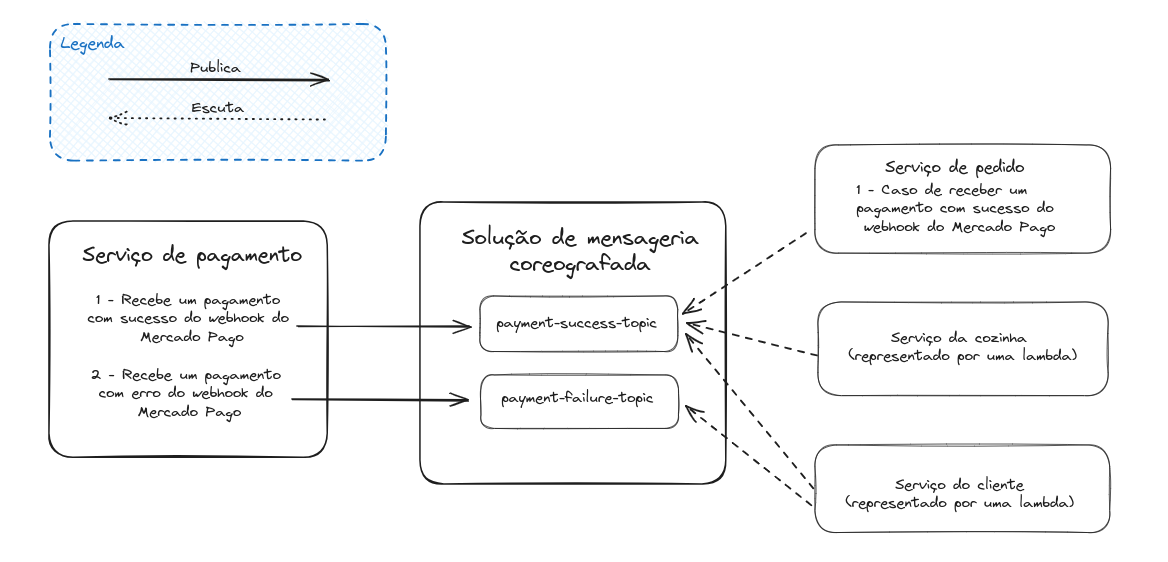 Legenda
Publica
Escuta
Serviço de pagamento
1 - Recebe um pagamento
com sucesso do webhook do
Mercado Pago
2 - Recebe um pagamento
com erro do webhook do
Mercado Pago
Solução de mensageria
coreografada
payment-success-topic
payment-failure-topic
Serviço de pedido
1 - Caso de receber um
pagamento com sucesso do
webhook do Mercado Pago
Serviço da cozinha
(representado por uma lambda)
Serviço do cliente
(representado por uma lambda)